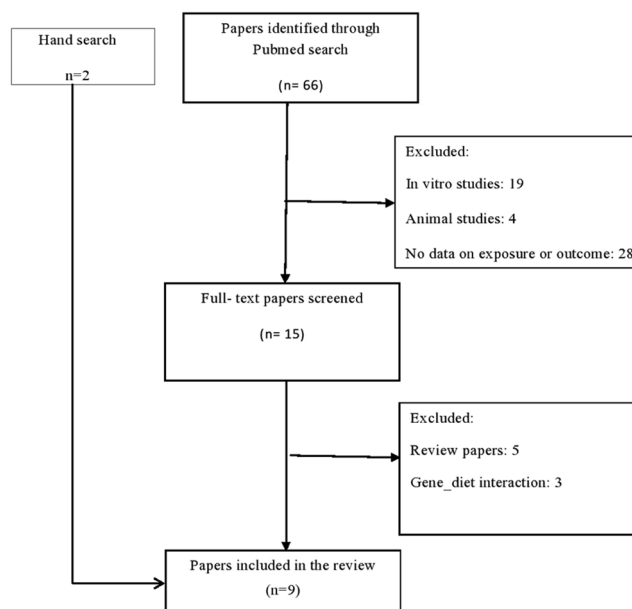 Hand search
n=2
Papers identified through
Pubmed search
(n= 66)
Excluded:
In vitro studies: 19
Animal studies: 4
No data on exposure or outcome: 28
Full- text papers screened
(n= 15)
Excluded:
Review papers: 5
Gene_diet interaction: 3
Papers included in the review
(n=9)